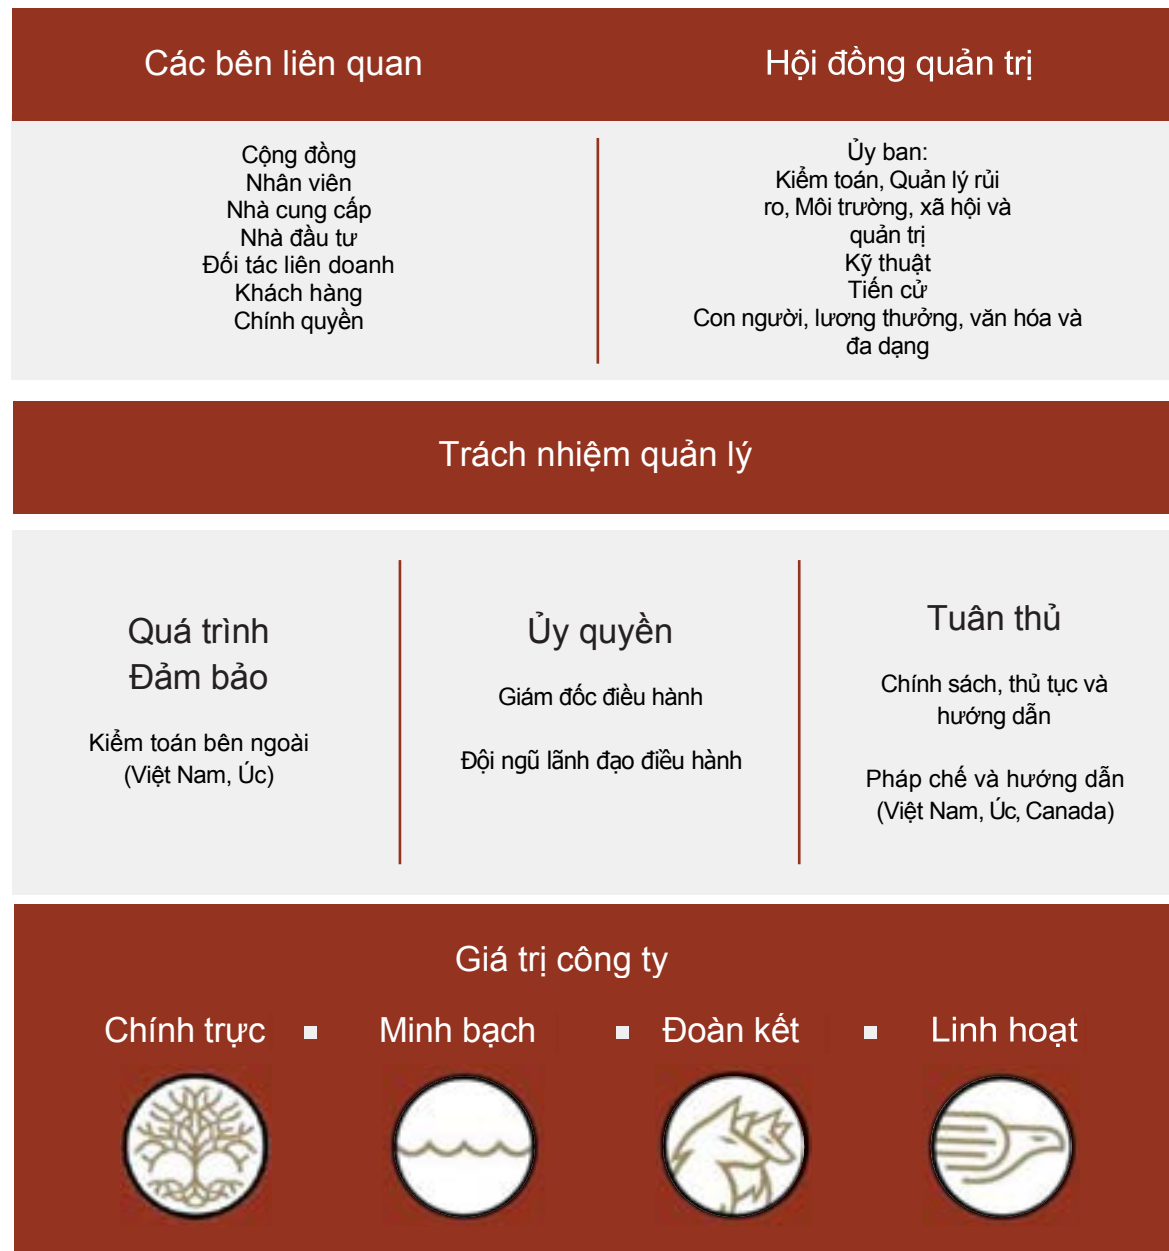 Các bên liên quan
Cộng đồng
Nhân viên
Nhà cung cấp
Nhà đầu tư
Đối tác liên doanh
Khách hàng
Chính quyền
Hội đồng quản trị
Ủy ban:
Kiểm toán, Quản lý rủi
ro, Môi trường, xã hội và
quản trị
Kỹ thuật
Tiến cử
Con người, lương thưởng, văn hóa và
đa dạng
Trách nhiệm quản lý
Quá trình
Đảm bảo
Kiểm toán bên ngoài
(Việt Nam, Úc)
Ủy quyền
Giám đốc điều hành
Đội ngũ lãnh đạo điều hành
Tuân thủ
Chính sách, thủ tục và
hướng dẫn
Pháp chế và hướng dẫn
(Việt Nam, Úc, Canada)
Giá trị công ty
Chính trực ▪ Minh bạch ▪ Đoàn kết ▪ Linh hoạt